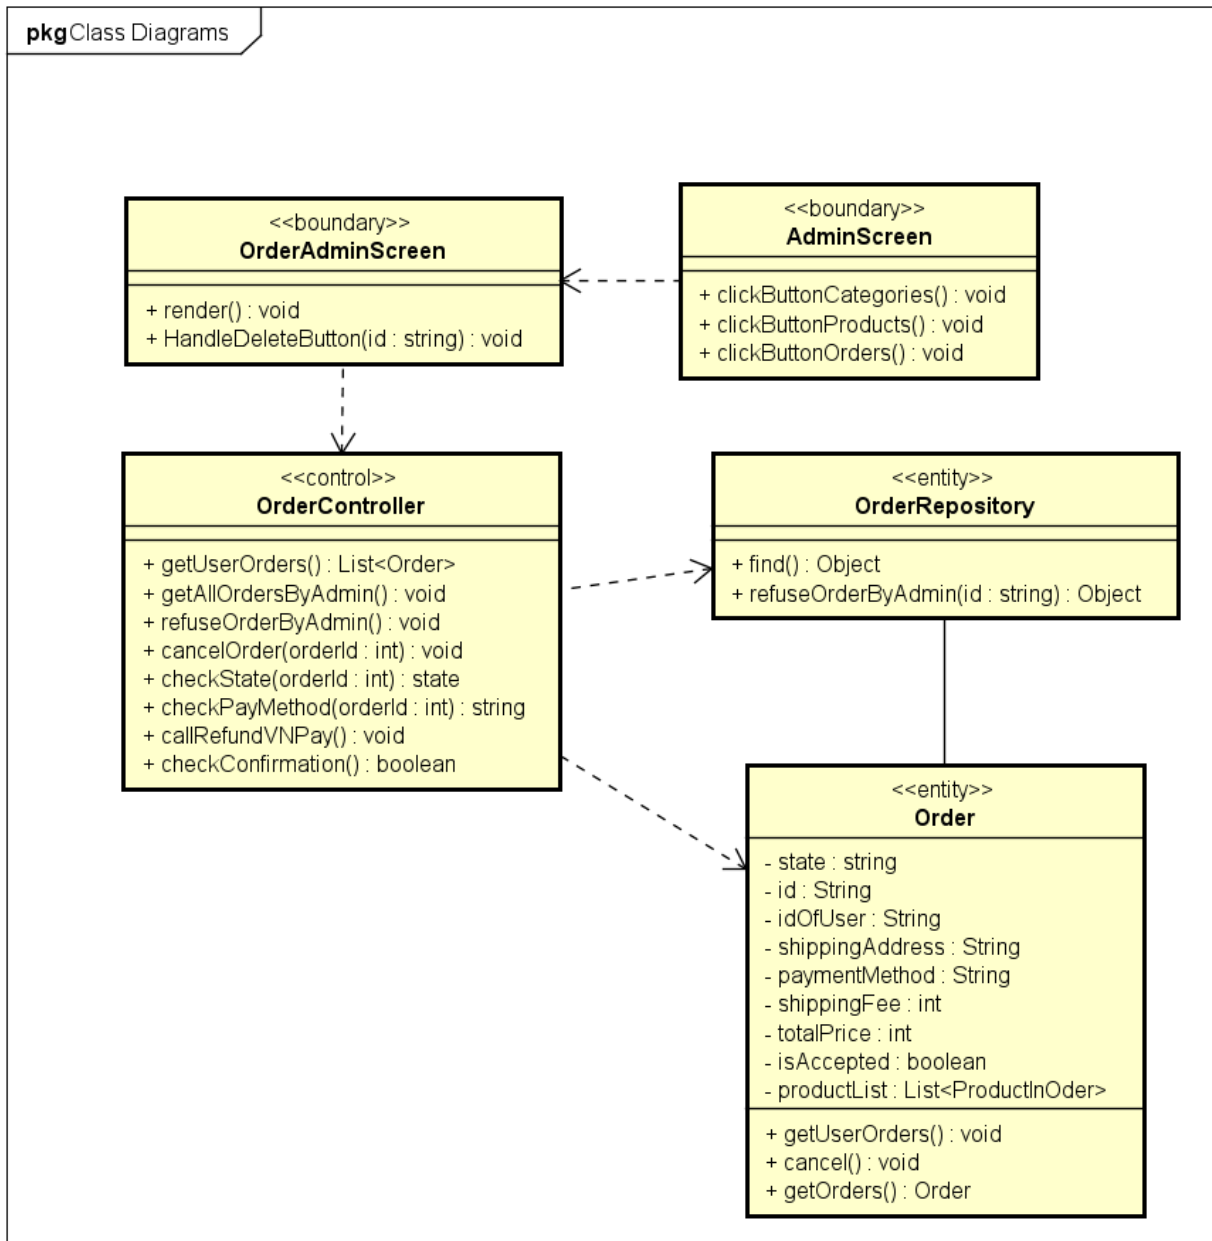 pkg Class Diagrams
<<boundary>>
OrderAdminScreen
+ render() : void
+ HandleDeleteButton(id : string) : void
<<boundary>>
AdminScreen
+ clickButtonCategories() : void
+ clickButtonProducts() : void
+ clickButtonOrders() : void
<<control>>
OrderController
+ getUserOrders() : List<Order>
+ getAllOrdersByAdmin() : void
+ refuseOrderByAdmin() : void
+ cancelOrder(orderId : int) : void
+ checkState(orderId : int) : state
+ checkPayMethod(orderId : int) : string
+ callRefundVNPay() : void
+ checkConfirmation() : boolean
<<entity>>
OrderRepository
+ find() : Object
+ refuseOrderByAdmin(id : string) : Object
<<entity>>
Order
- state : string
- id : String
- idOfUser : String
- shippingAddress : String
- paymentMethod : String
- shippingFee : int
- totalPrice : int
- isAccepted : boolean
- productList : List<ProductInOder>
+ getUserOrders() : void
+ cancel() : void
+ getOrders() : Order